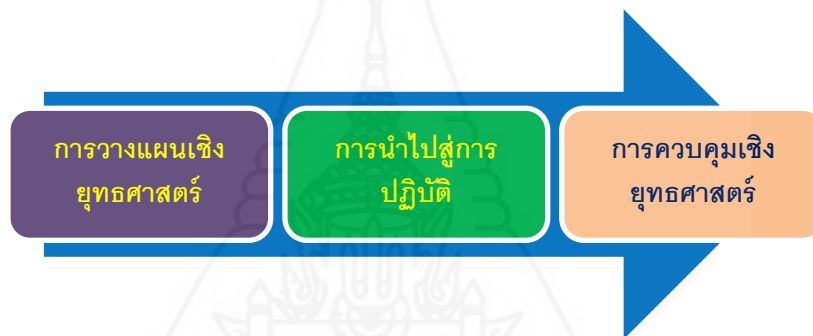 การวางแผนเชิง
ยุทธศาสตร์
การนำไปสู่การ
ปฏิบัติ
การควบคุมเชิง
ยุทธศาสตร์